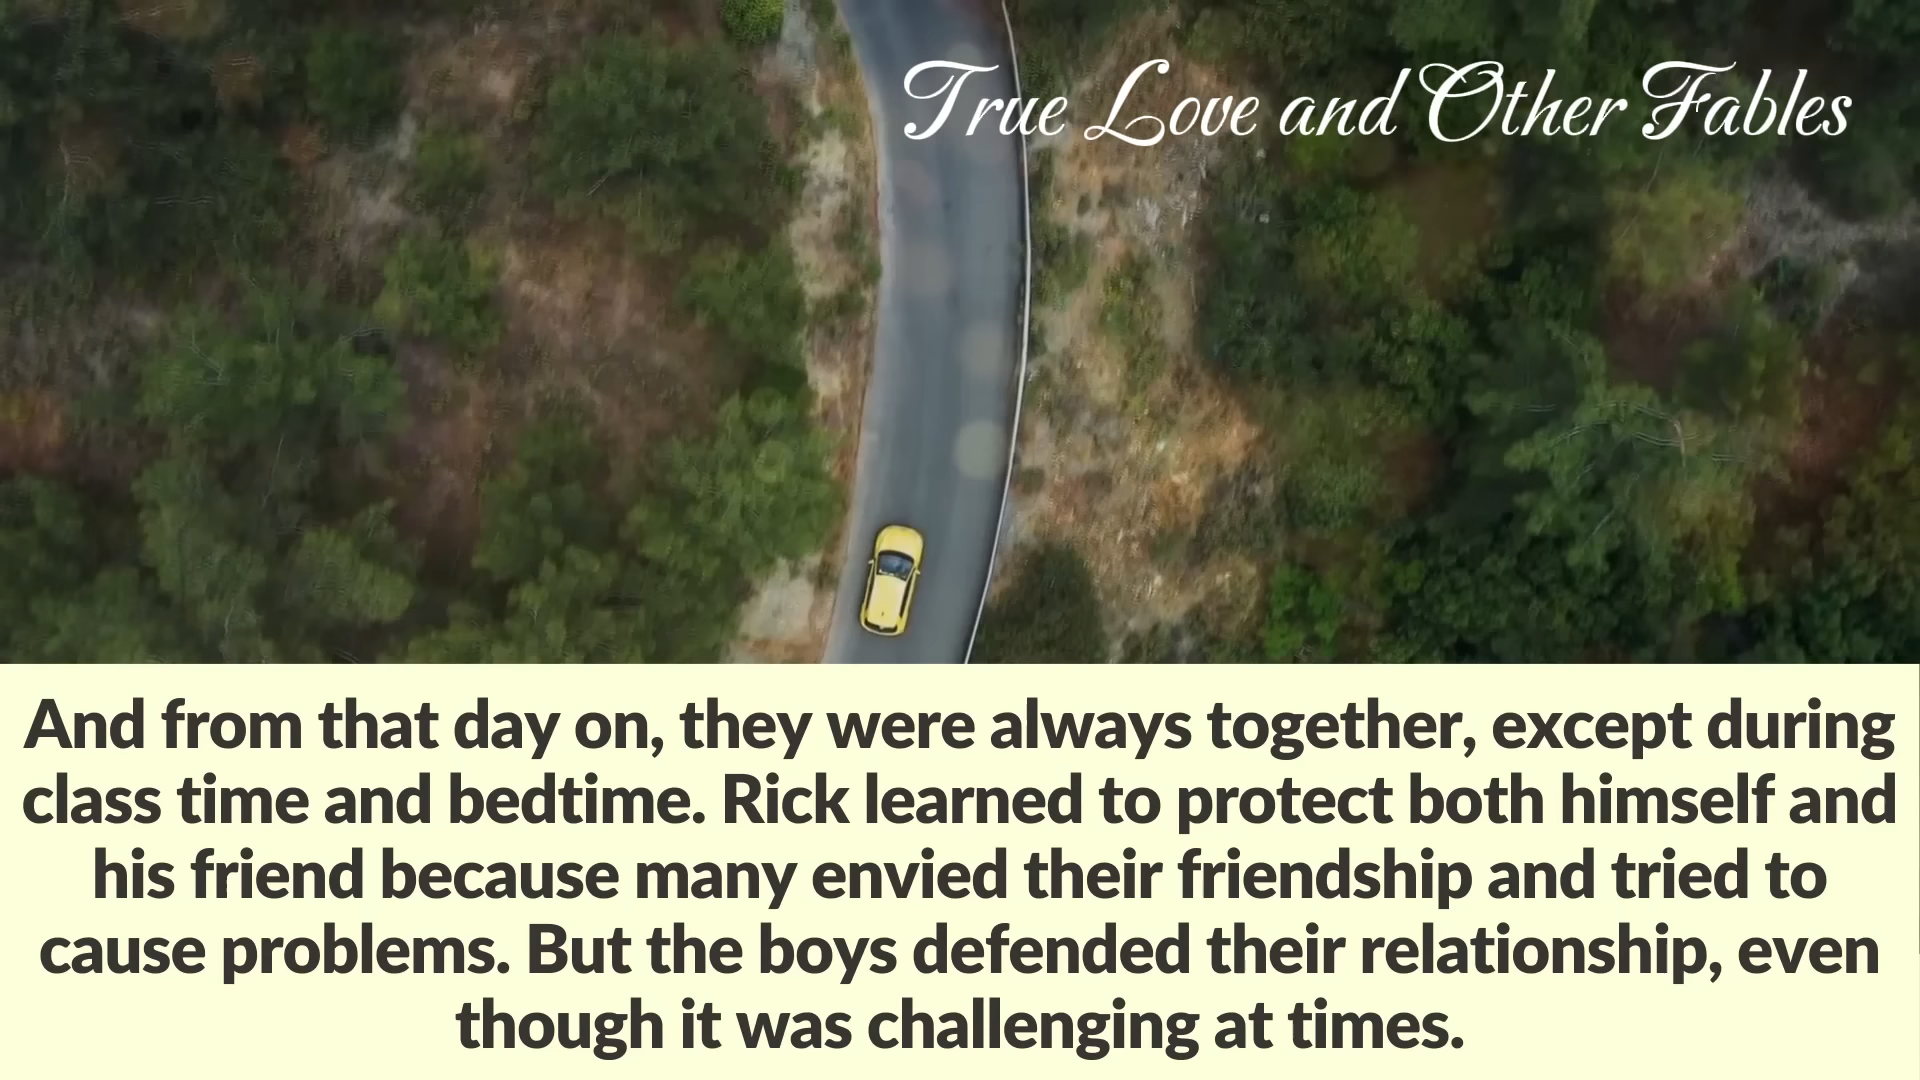 True Love and Other Fables
And from that day on, they were always together, except during
class time and bedtime. Rick learned to protect both himself and
his friend because many envied their friendship and tried to
cause problems. But the boys defended their relationship, even
though it was challenging at times.